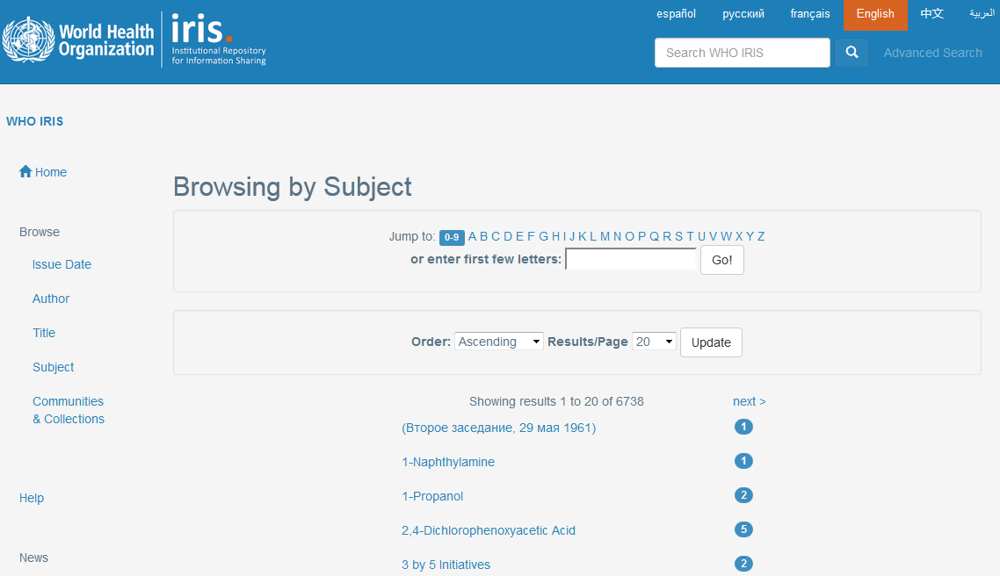 español русский français English 中文 العربية
World Health Organization
iris.
Institutional Repository
for Information Sharing
Search WHO IRIS Advanced Search
WHO IRIS
Home
Browse
Issue Date
Author
Title
Subject
Communities
& Collections
Help
News
Browsing by Subject
Jump to: 0-9 A B C D E F G H I J K L M N O P Q R S T U V W X Y Z
or enter first few letters: Go!
Order: Ascending Results/Page 20 Update
Showing results 1 to 20 of 6738 next >
(Второе заседание, 29 мая 1961) 1
1-Naphthylamine 1
1-Propanol 2
2,4-Dichlorophenoxyacetic Acid 5
3 by 5 Initiatives 2